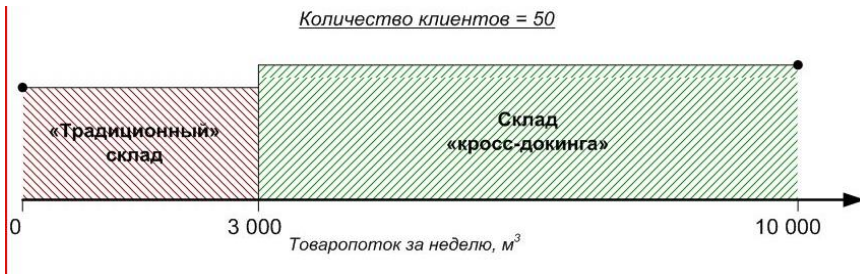 Количество клиентов = 50
«Традиционный»
склад
Склад
«кросс-докинга»
0
3 000
10 000
Товаропоток за неделю, м³